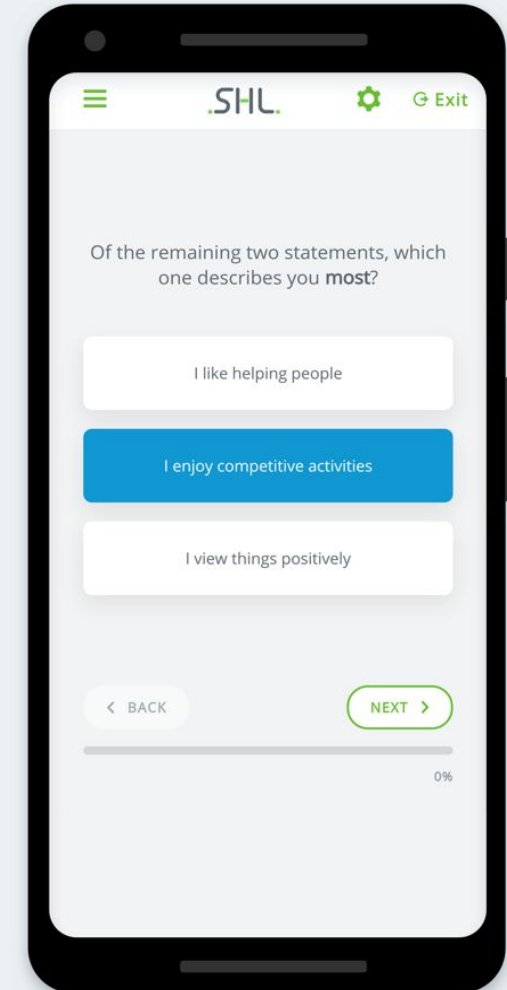 .SHL.
Exit
Of the remaining two statements, which
one describes you most?
I like helping people
I enjoy competitive activities
I view things positively
BACK
NEXT
0%